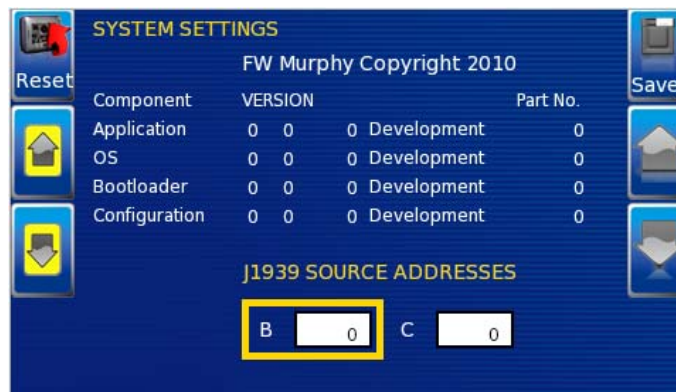 SYSTEM SETTINGS
FW Murphy Copyright 2010
Reset
Save
Component VERSION Part No.
Application 0 0 0 Development 0
OS 0 0 0 Development 0
Bootloader 0 0 0 Development 0
Configuration 0 0 0 Development 0
J1939 SOURCE ADDRESSES
B 0 C 0